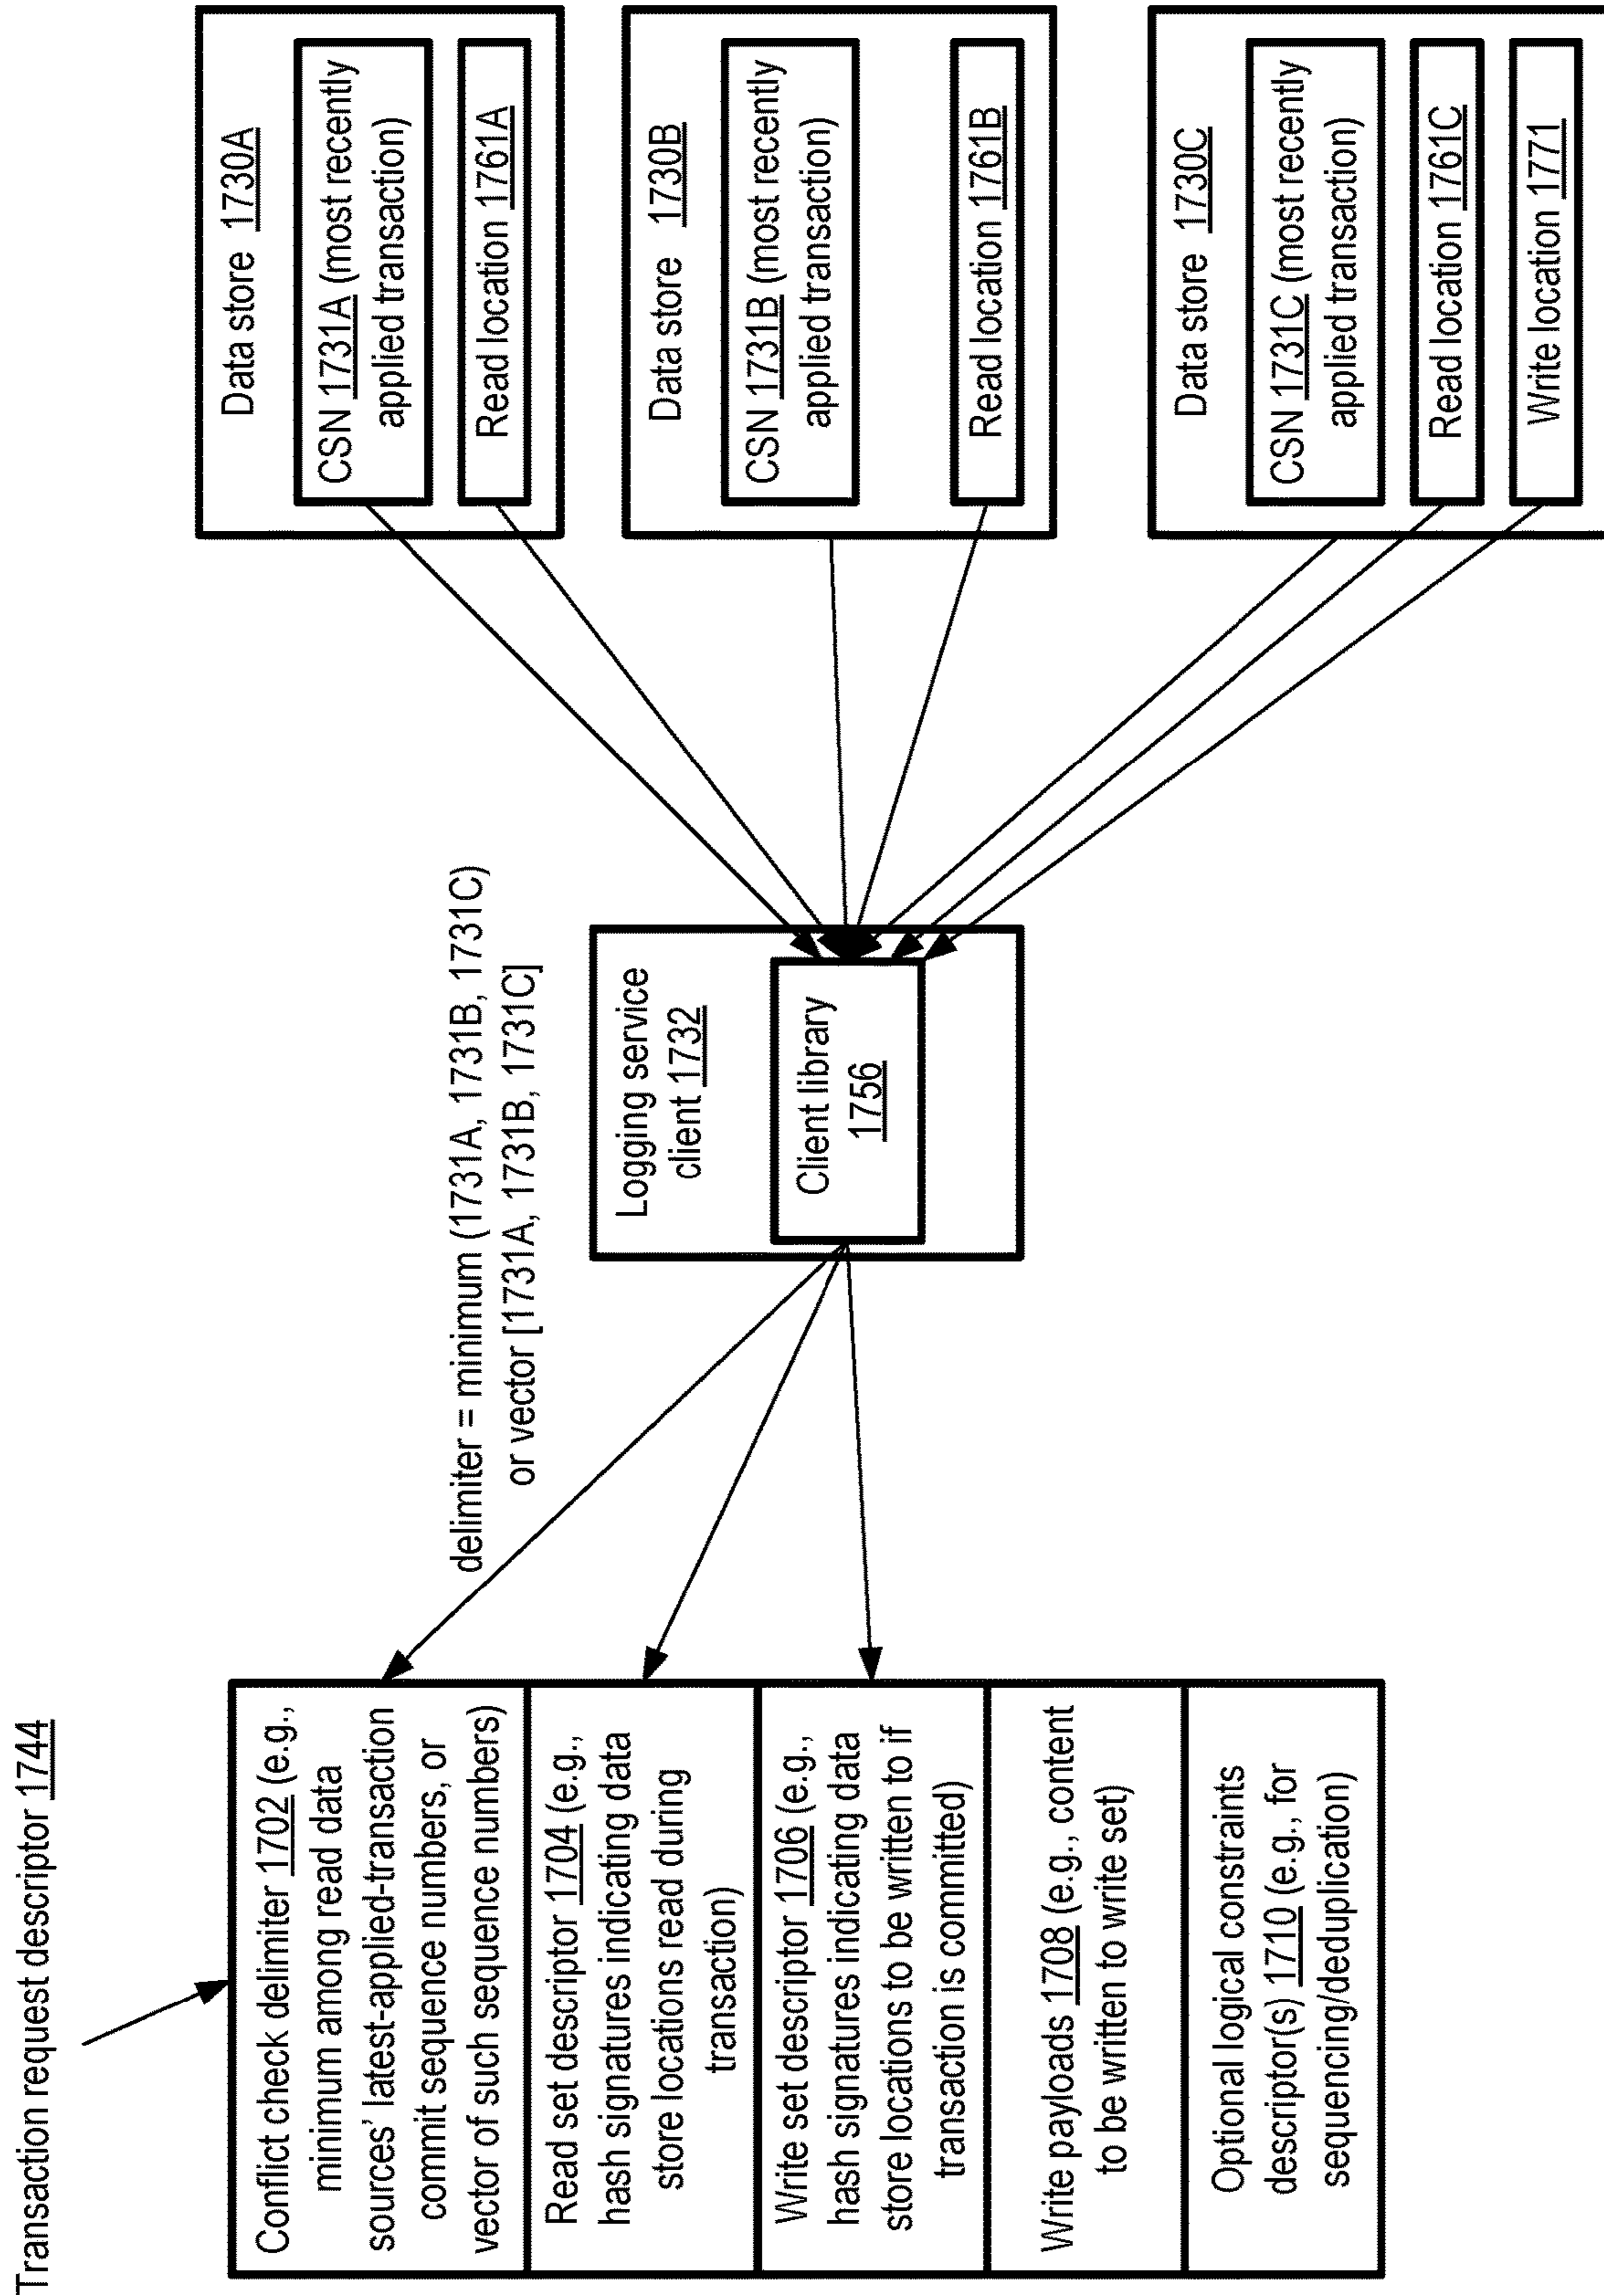 Transaction request descriptor 1744
Conflict check delimiter 1702 (e.g.,
minimum among read data
sources' latest-applied-transaction
commit sequence numbers, or
vector of such sequence numbers)
Read set descriptor 1704 (e.g.,
hash signatures indicating data
store locations read during
transaction)
Write set descriptor 1706 (e.g.,
hash signatures indicating data
store locations to be written to if
transaction is committed)
Write payloads 1708 (e.g., content
to be written to write set)
Optional logical constraints
descriptor(s) 1710 (e.g., for
sequencing/deduplication)
delimiter = minimum (1731A, 1731B, 1731C)
or vector [1731A, 1731B, 1731C]
Logging service
client 1732
Client library
1756
Data store 1730A
CSN 1731A (most recently
applied transaction)
Read location 1761A
Data store 1730B
CSN 1731B (most recently
applied transaction)
Read location 1761B
Data store 1730C
CSN 1731C (most recently
applied transaction)
Read location 1761C
Write location 1771